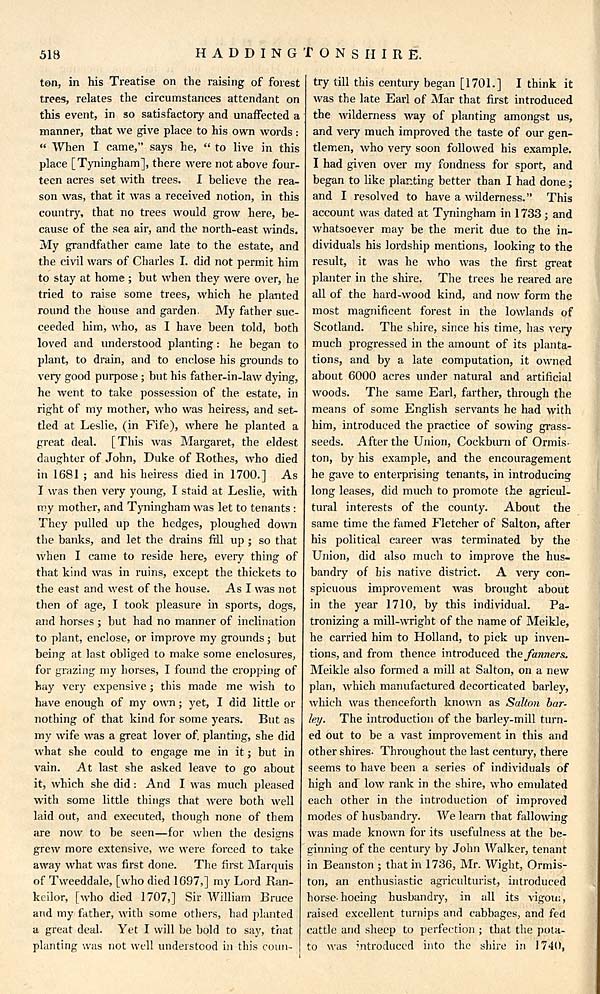 518
HADDINGTONSHIRE.
ton, in his Treatise on the raising of forest
trees, relates the circumstances attendant on
this event, in so satisfactory and unaffected a
manner, that we give place to his own words :
“ When I came,” says he, “ to live in this
place [Tyningham], there were not above four-
teen acres set with trees. I believe the rea-
son was, that it was a received notion, in this
country, that no trees would grow here, be-
cause of the sea air, and the north-east winds.
My grandfather came late to the estate, and
the civil wars of Charles I. did not permit him
to stay at home ; but when they were over, he
tried to raise some trees, which he planted
round the house and garden. My father suc-
ceeded him, who, as I have been told, both
loved and understood planting : he began to
plant, to drain, and to enclose his grounds to
very good purpose ; but his father-in-law dying,
he went to take possession of the estate, in
right of my mother, who was heiress, and set-
tled at Leslie, (in Fife), where he planted a
great deal. [This was Margaret, the eldest
daughter of John, Duke of Rothes, who died
in 1681 ; and his heiress died in 1700.] As
I was then very young, I staid at Leslie, with
my mother, and Tyningham was let to tenants :
They pulled up the hedges, ploughed down
the banks, and let the drains fill up ; so that
when I came to reside here, every thing of
that kind was in ruins, except the thickets to
the east and west of the house. As I was not
then of age, I took pleasure in sports, dogs,
and horses ; but had no manner of inclination
to plant, enclose, or improve my grounds ; but
being at last obliged to make some enclosures,
for grazing my horses, I found the cropping of
hay very expensive ; this made me wish to
have enough of my own ; yet, I did little or
nothing of that kind for some years. But as
my wife was a great lover of planting, she did
what she could to engage me in it ; but in
vain. At last she asked leave to go about
it, which she did : And I was much pleased
with some little things that were both well
laid out, and executed, though none of them
are now to be seen—for when the designs
grew more extensive, we were forced to take
away what was first done. The first Marquis
of Tweeddale, [who died 1697,] my Lord Ran-
keilor, [who died 1707,] Sir William Bruce
and my father, with some others, had planted
a great deal. Yet I will be bold to say, that
planting was not well understood in this coun-
try till this century began [1701.] I think it
was the late Earl of Mar that first introduced
the wilderness way of planting amongst us,
and very much improved the taste of our gen-
tlemen, who very soon followed his example.
I had given over my fondness for sport, and
began to like planting better than I had done ;
and I resolved to have a wilderness.” This
account was dated at Tyningham in 1733 ; and
whatsoever may be the merit due to the in-
dividuals his lordship mentions, looking to the
result, it was he who was the first great
planter in the shire. The trees he reared are
all of the hard-wood kind, and now form the
most magnificent forest in the lowlands of
Scotland. The shire, since his time, has very
much progressed in the amount of its planta-
tions, and by a late computation, it owned
about 6000 acres under natural and artificial
woods. The same Earl, farther, through the
means of some English servants he had with
him, introduced the practice of sowing grass-
seeds. After the Union, Cockburn of Ormis-
ton, by his example, and the encouragement
he gave to enterprising tenants, in introducing
long leases, did much to promote the agricul-
tural interests of the county. About the
same time the famed Fletcher of Salton, after
his political career was terminated by the
Union, did also much to improve the hus-
bandry of his native district. A very con-
spicuous improvement was brought about
in the year 1710, by this individual. Pa-
tronizing a mill-wright of the name of Meikle,
he carried him to Holland, to pick up inven-
tions, and from thence introduced the fanners.
Meikle also formed a mill at Salton, on a new
plan, which manufactured decorticated barley,
which was thenceforth known as Salton bar-
ley. The introduction of the barley-mill turn-
ed out to be a vast improvement in this and
other shires. Throughout the last century, there
seems to have been a series of individuals of
high and low rank in the shire, who emulated
each other in the introduction of improved
modes of husbandry. We learn that fallowing
was made known for its usefulness at the be-
ginning of the century by John Walker, tenant
in Beanston ; that in 1736, Mr. Wight, Ormis-
ton, an enthusiastic agriculturist, introduced
horse-hoeing husbandry, in all its vigour,
raised excellent turnips and cabbages, and fed
cattle and sheep to perfection ; that the pota-
to was introduced into the shire in 1740,